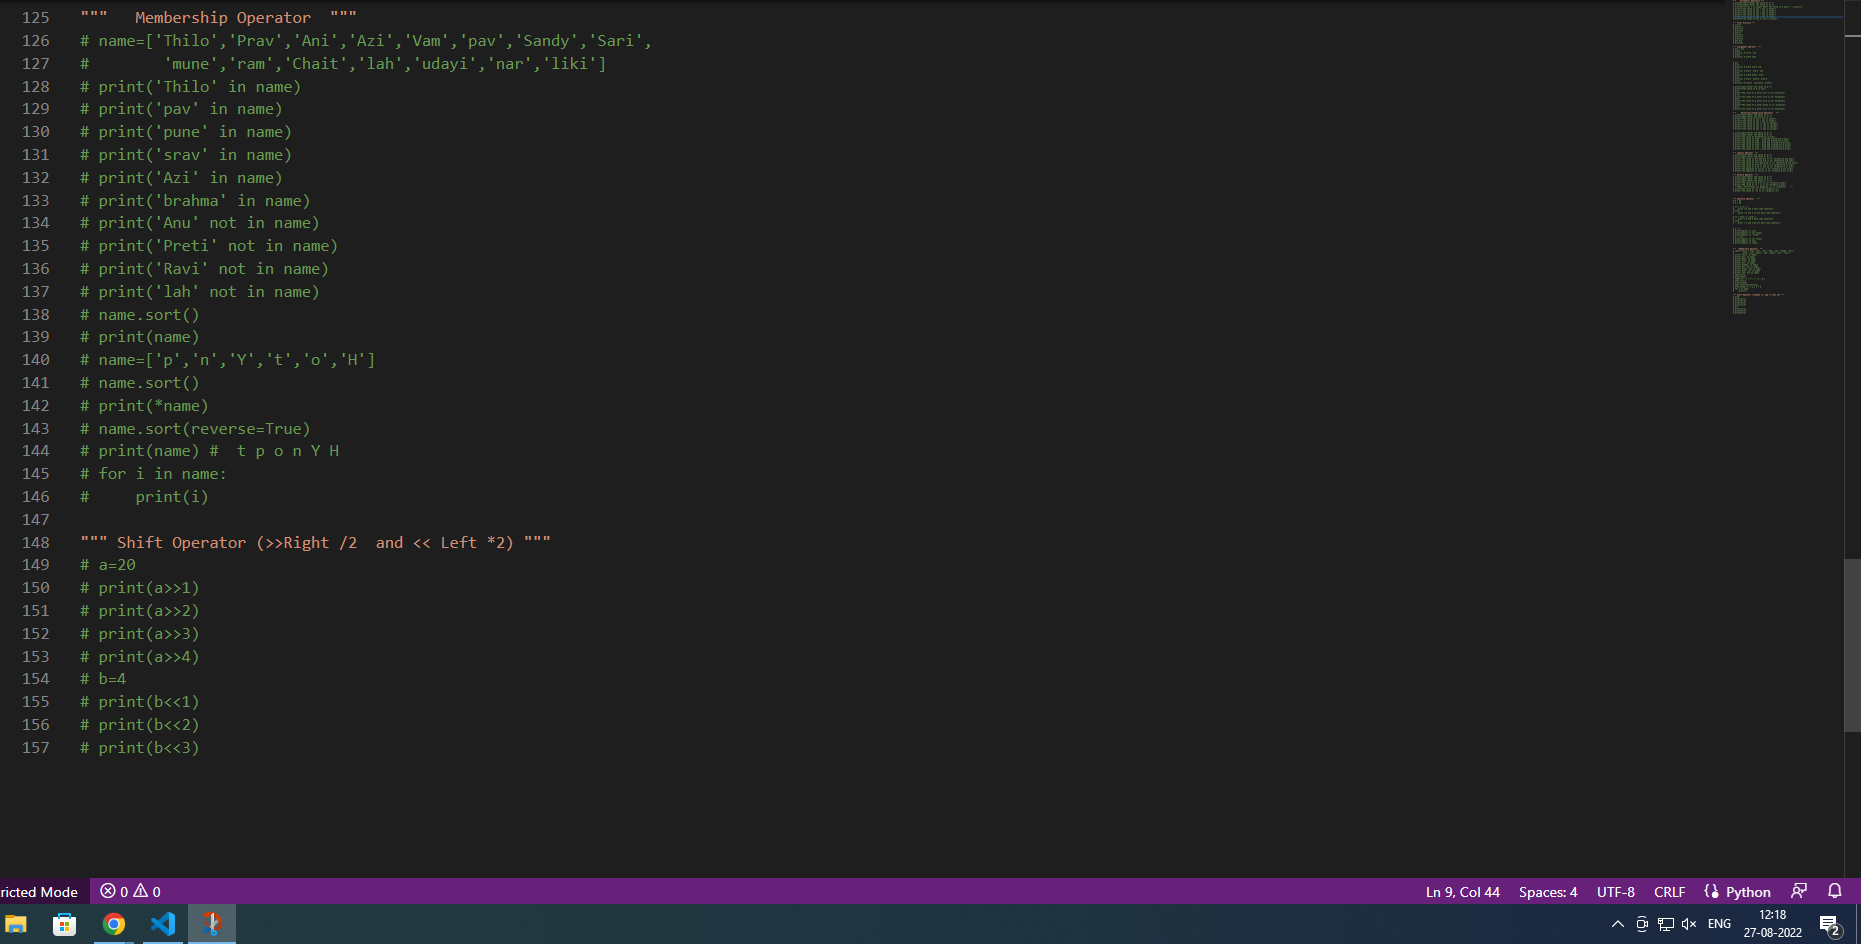 125 """   Membership Operator  """
126 # name=['Thilo','Prav','Ani','Azi','Vam','pav','Sandy','Sari',
127 #        'mune','ram','Chait','lah','udayi','nar','liki']
128 # print('Thilo' in name)
129 # print('pav' in name)
130 # print('pune' in name)
131 # print('srav' in name)
132 # print('Azi' in name)
133 # print('brahma' in name)
134 # print('Anu' not in name)
135 # print('Preti' not in name)
136 # print('Ravi' not in name)
137 # print('lah' not in name)
138 # name.sort()
139 # print(name)
140 # name=['p','n','Y','t','o','H']
141 # name.sort()
142 # print(*name)
143 # name.sort(reverse=True)
144 # print(name) #  t p o n Y H
145 # for i in name:
146 #     print(i)
147
148 """ Shift Operator (>>Right /2  and << Left *2) """
149 # a=20
150 # print(a>>1)
151 # print(a>>2)
152 # print(a>>3)
153 # print(a>>4)
154 # b=4
155 # print(b<<1)
156 # print(b<<2)
157 # print(b<<3)
ricted Mode 0 0 Ln 9, Col 44 Spaces: 4 UTF-8 CRLF Python
ENG 12:18 2
27-08-2022